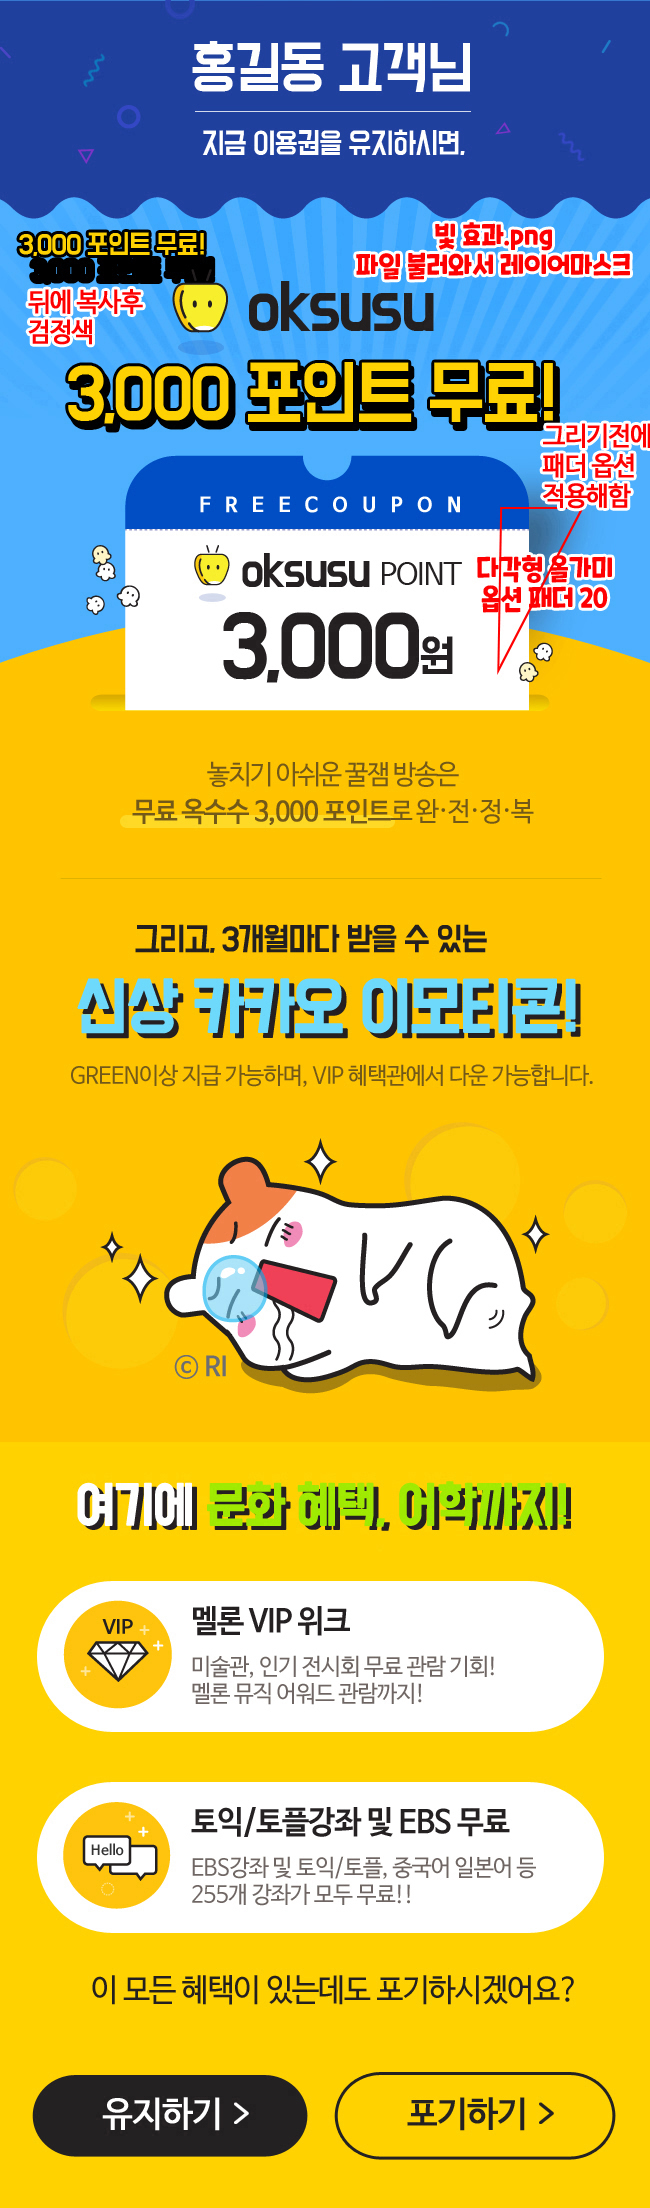 홍길동 고객님
지금 이용권을 유지하시면,
3,000 포인트 무료!
3,000 포인트
뒤에 복사후
검정색
빛 효과.png
파일 불러와서 레이어마스크
oksusu
3,000 포인트 무료!
그리기전에
패더 옵션
적용해함
FREECOUPON
oksusu POINT
다각형 올가미
옵션 패더 20
3,000원
놓치기 아쉬운 꿀잼 방송은
무료 옥수수 3,000 포인트로 완·전·정·복
그리고, 3개월마다 받을 수 있는
신상 카카오 이모티콘!
GREEN이상 지급 가능하며, VIP 혜택관에서 다운 가능합니다.
© RI
여기에 문화 혜택, 어학까지!
VIP
멜론 VIP 위크
미술관, 인기 전시회 무료 관람 기회!
멜론 뮤직 어워드 관람까지!
Hello
토익/토플강좌 및 EBS 무료
EBS강좌 및 토익/토플, 중국어 일본어 등
255개 강좌가 모두 무료!!
이 모든 혜택이 있는데도 포기하시겠어요?
유지하기 >
포기하기 >